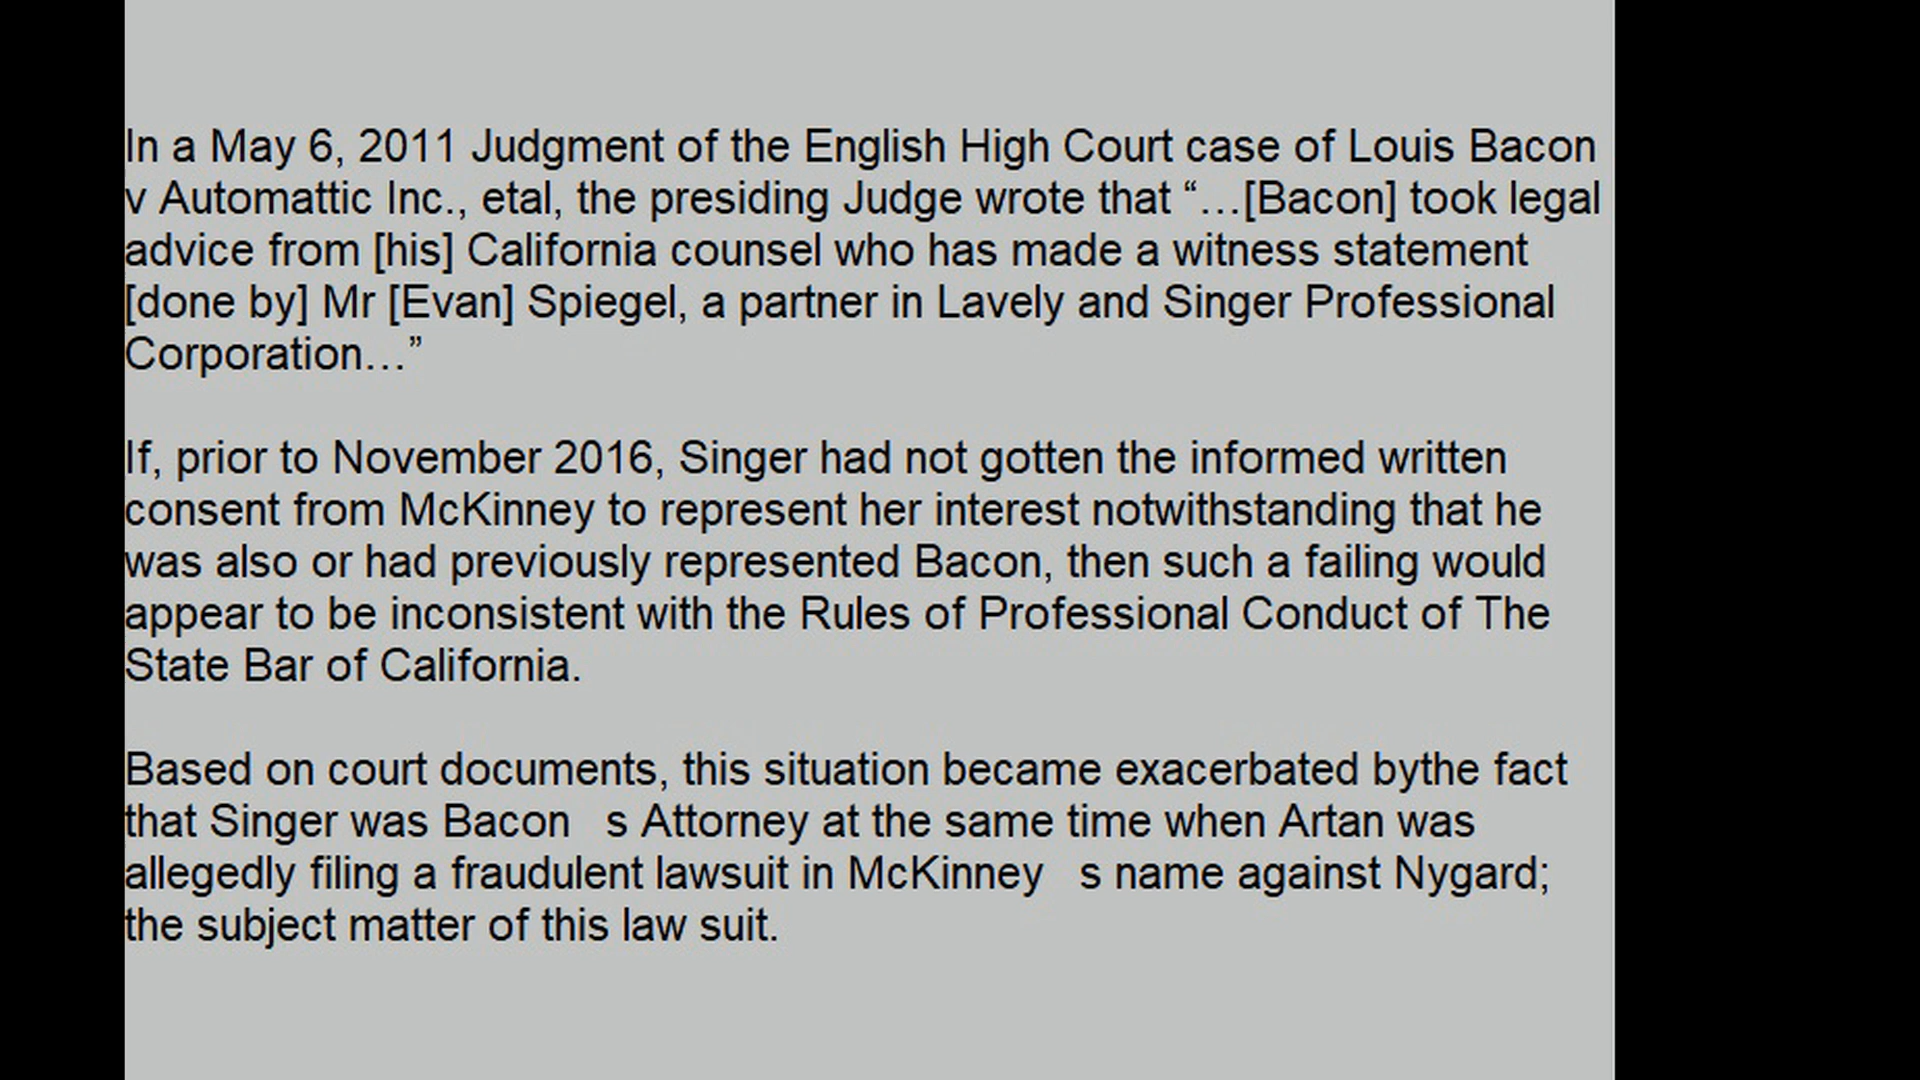 In a May 6, 2011 Judgment of the English High Court case of Louis Bacon
v Automattic Inc., etal, the presiding Judge wrote that “…[Bacon] took legal
advice from [his] California counsel who has made a witness statement
[done by] Mr [Evan] Spiegel, a partner in Lavely and Singer Professional
Corporation…”
If, prior to November 2016, Singer had not gotten the informed written
consent from McKinney to represent her interest notwithstanding that he
was also or had previously represented Bacon, then such a failing would
appear to be inconsistent with the Rules of Professional Conduct of The
State Bar of California.
Based on court documents, this situation became exacerbated bythe fact
that Singer was Bacon   s Attorney at the same time when Artan was
allegedly filing a fraudulent lawsuit in McKinney   s name against Nygard;
the subject matter of this law suit.